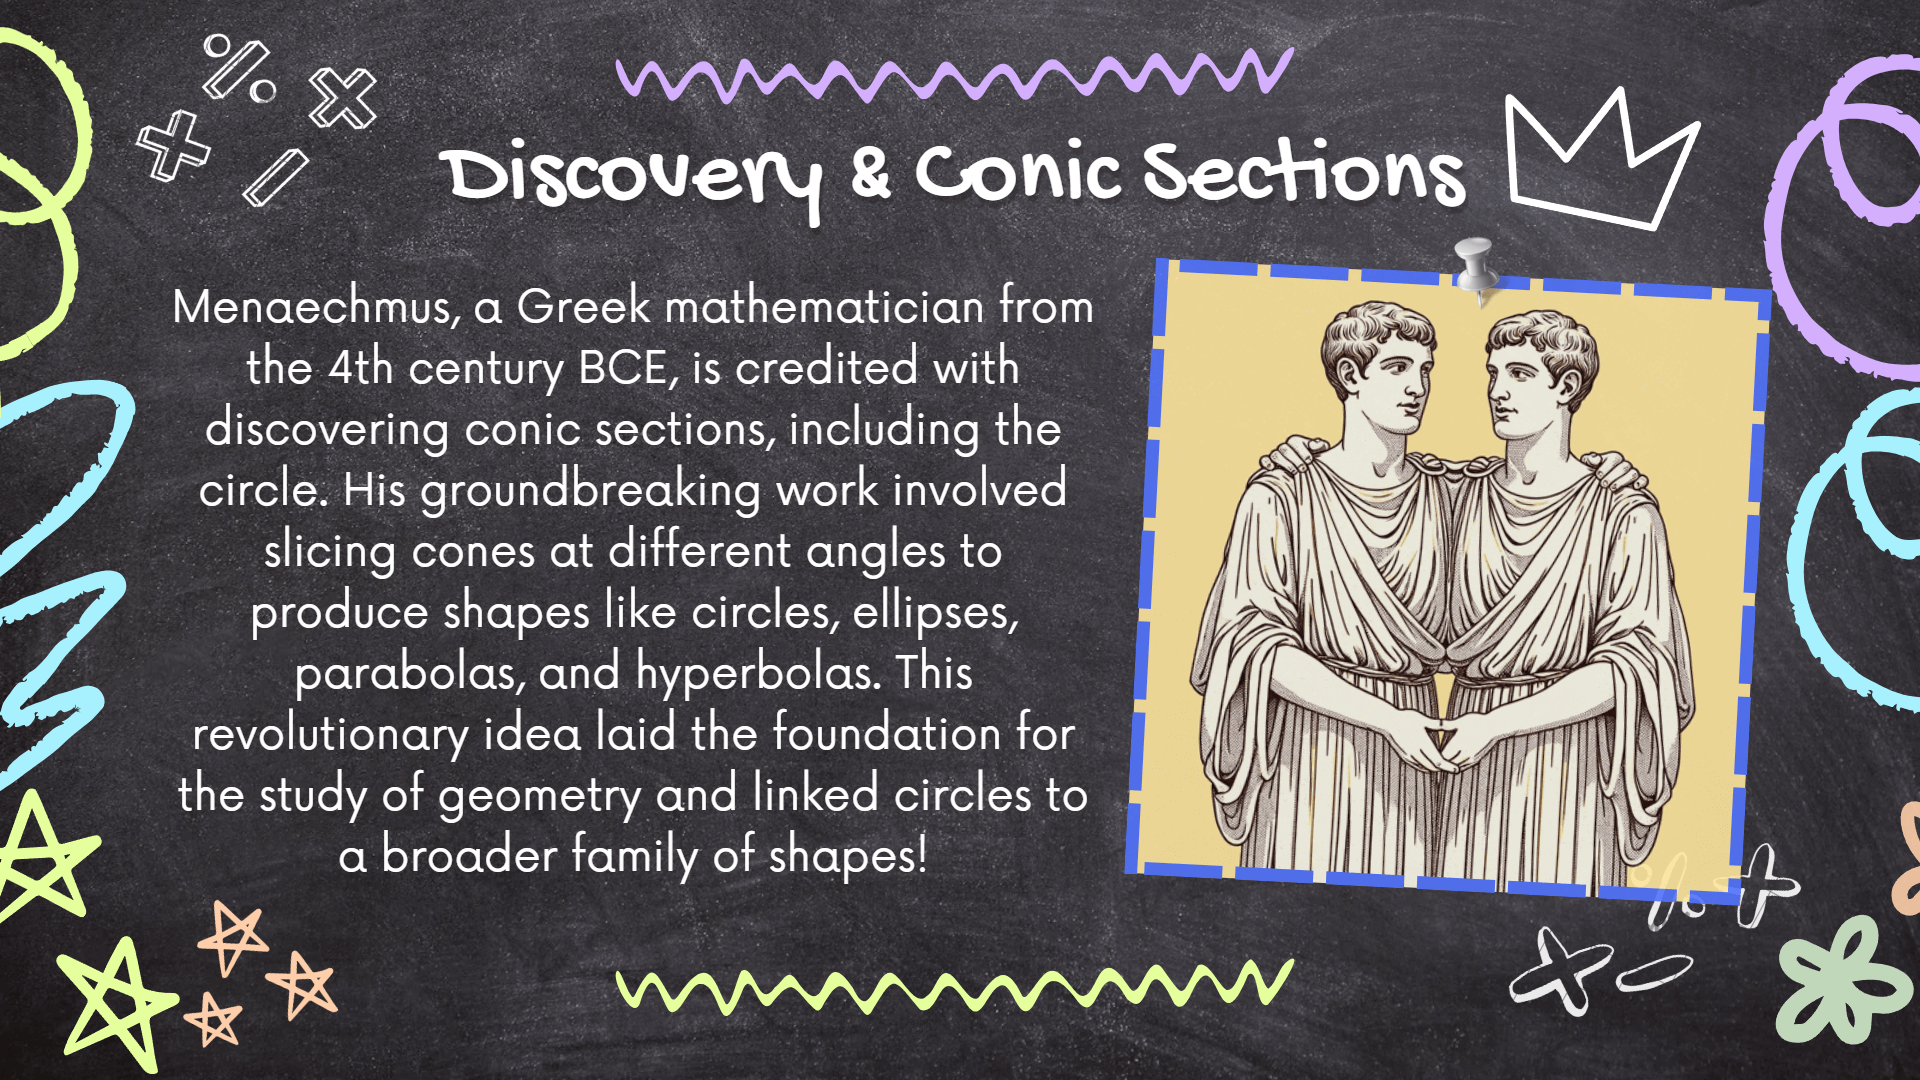 Discovery & Conic Sections
Menaechmus, a Greek mathematician from
the 4th century BCE, is credited with
discovering conic sections, including the
circle. His groundbreaking work involved
slicing cones at different angles to
produce shapes like circles, ellipses,
parabolas, and hyperbolas. This
revolutionary idea laid the foundation for
the study of geometry and linked circles to
a broader family of shapes!